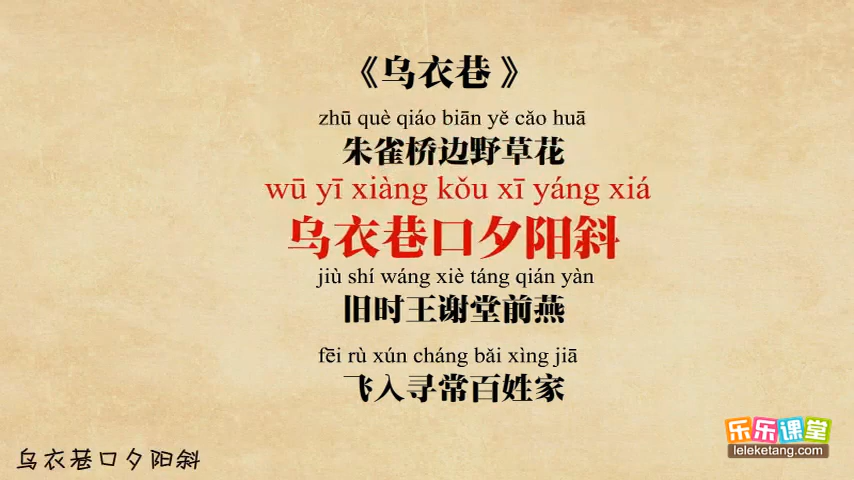 《乌衣巷》
zhū què qiáo biān yě cǎo huā
朱雀桥边野草花
wū yī xiàng kǒu xī yáng xiá
乌衣巷口夕阳斜
jiù shí wáng xiè táng qián yàn
旧时王谢堂前燕
fēi rù xún cháng bǎi xìng jiā
飞入寻常百姓家
乌衣巷口夕阳斜
乐乐课堂
leleketang.com